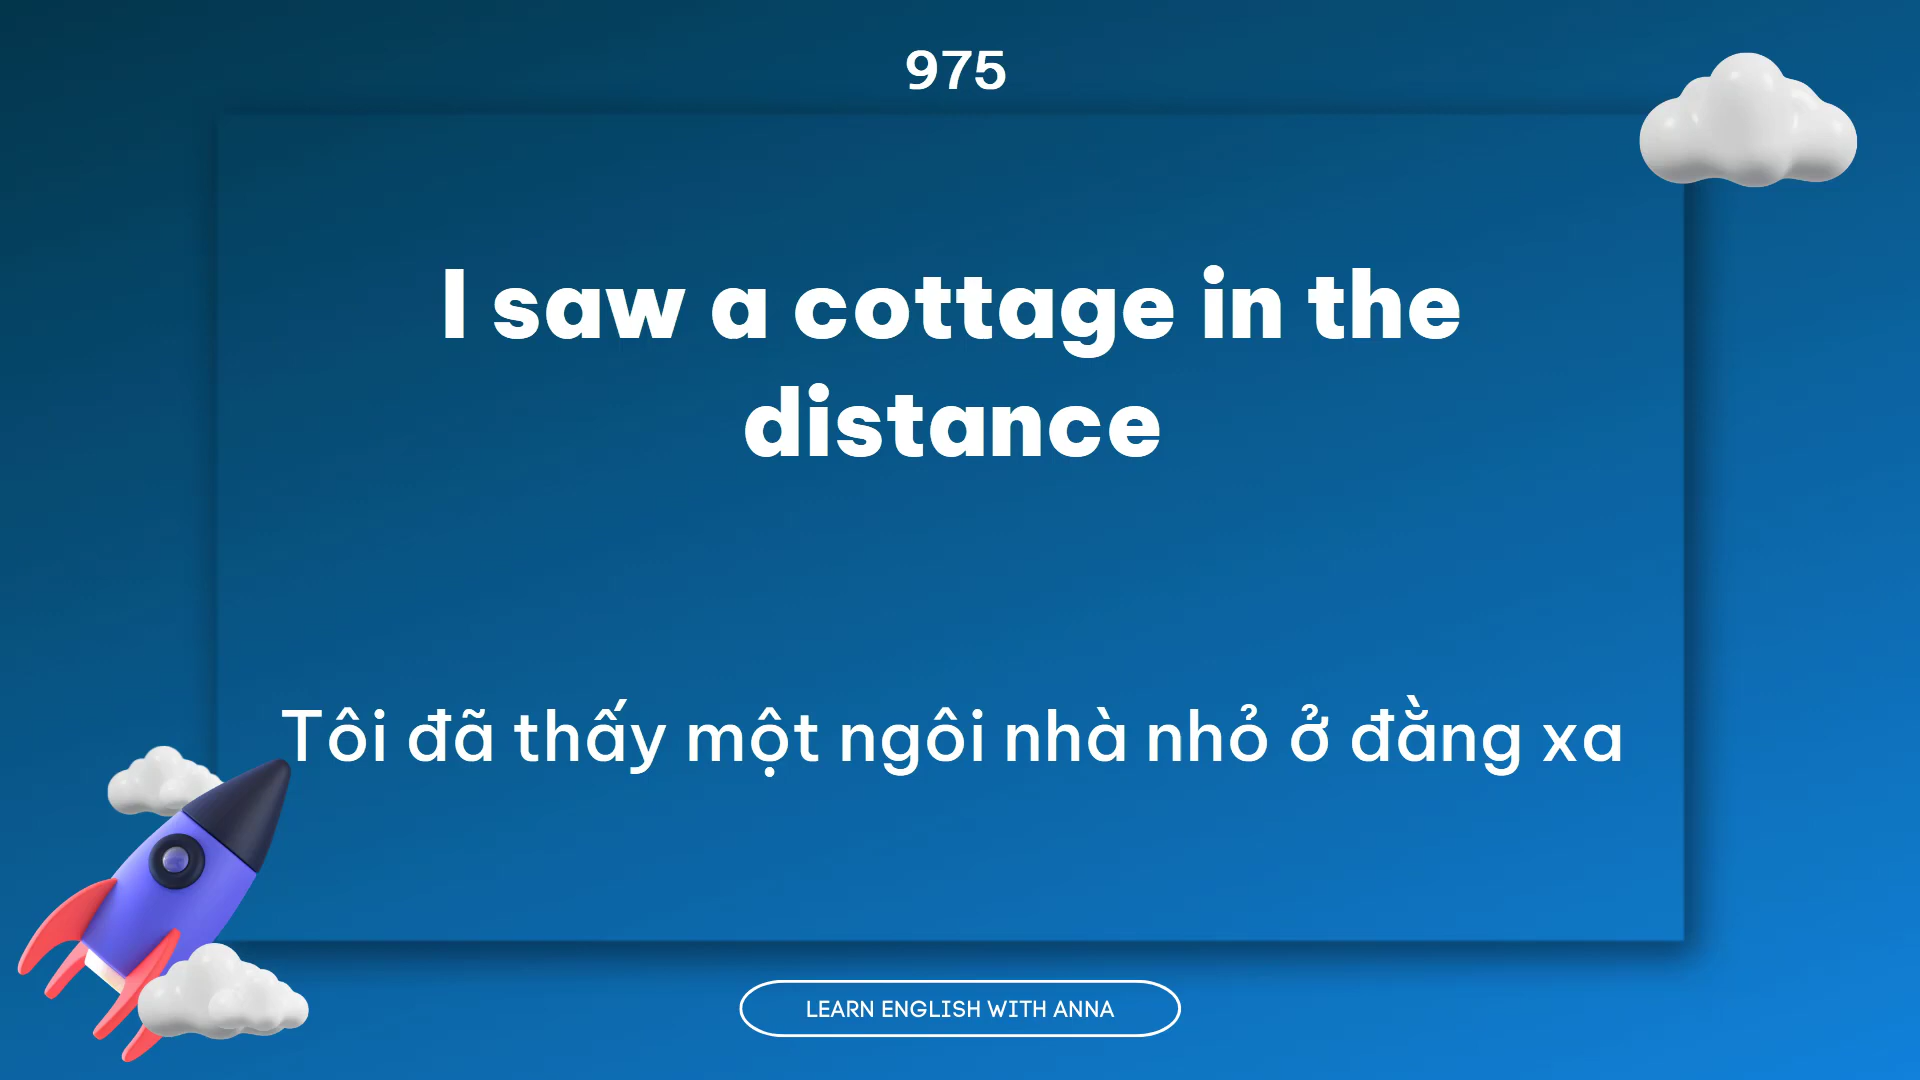 975
I saw a cottage in the
distance
Tôi đã thấy một ngôi nhà nhỏ ở đằng xa
LEARN ENGLISH WITH ANNA